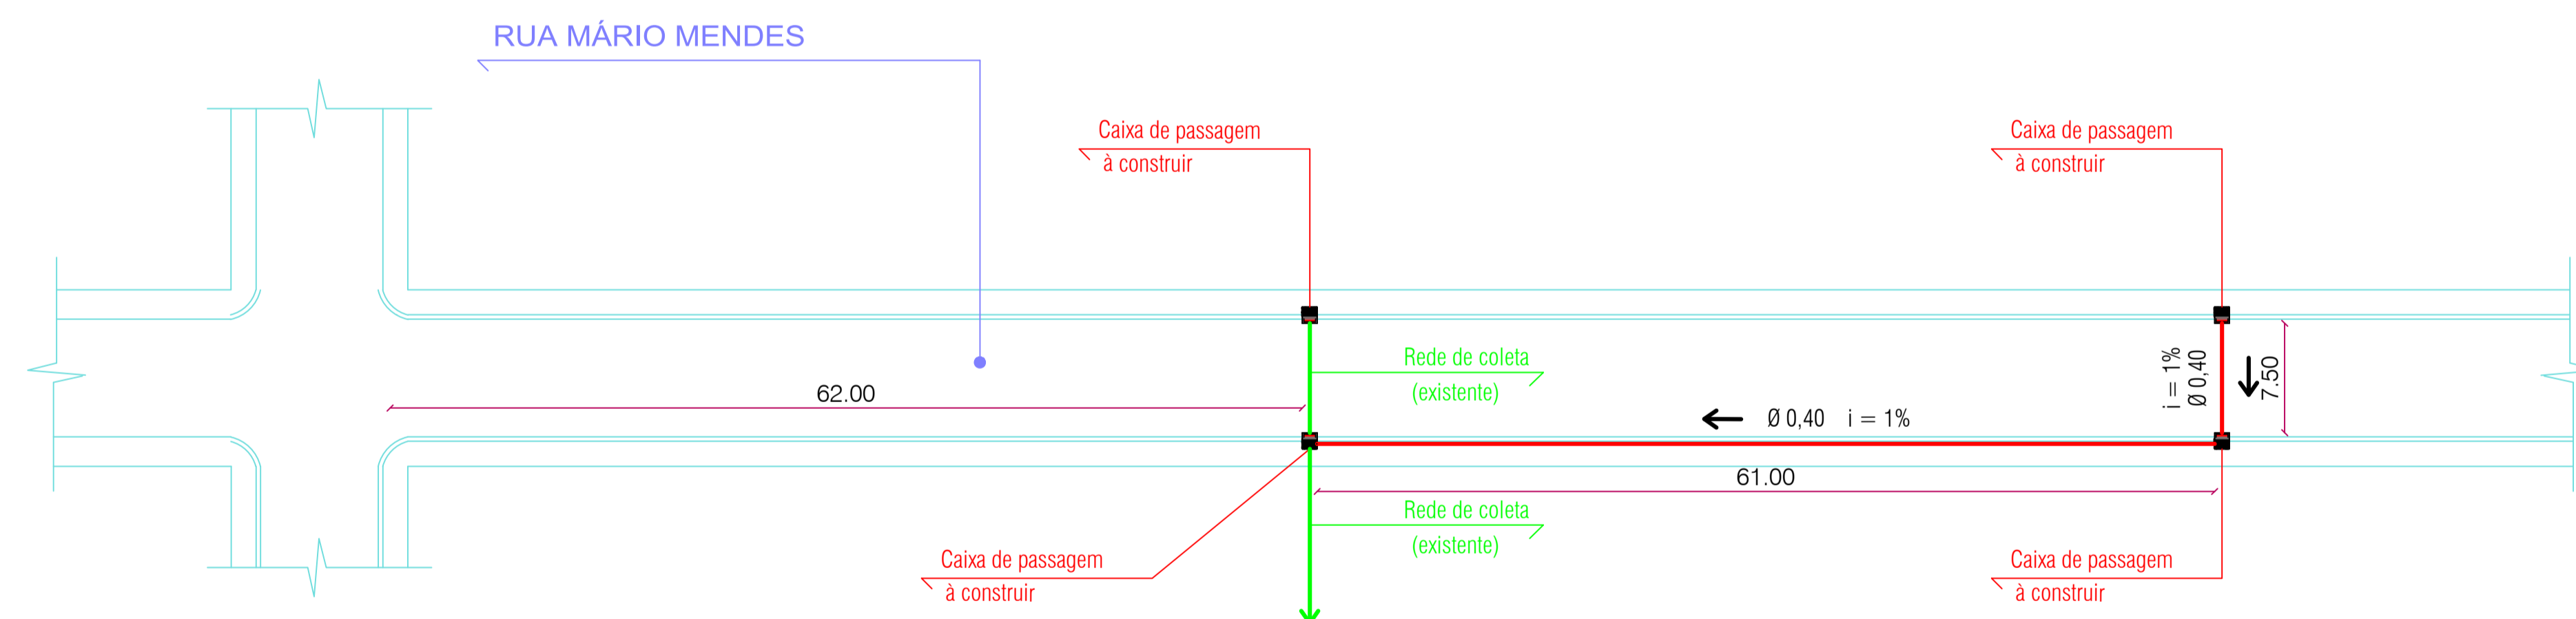 RUA MÁRIO MENDES
Caixa de passagem
à construir
Caixa de passagem
à construir
Rede de coleta
(existente)
i = 1%
Ø 0,40
7.50
62.00
Ø 0,40 i = 1%
61.00
Rede de coleta
(existente)
Caixa de passagem
à construir
Caixa de passagem
à construir